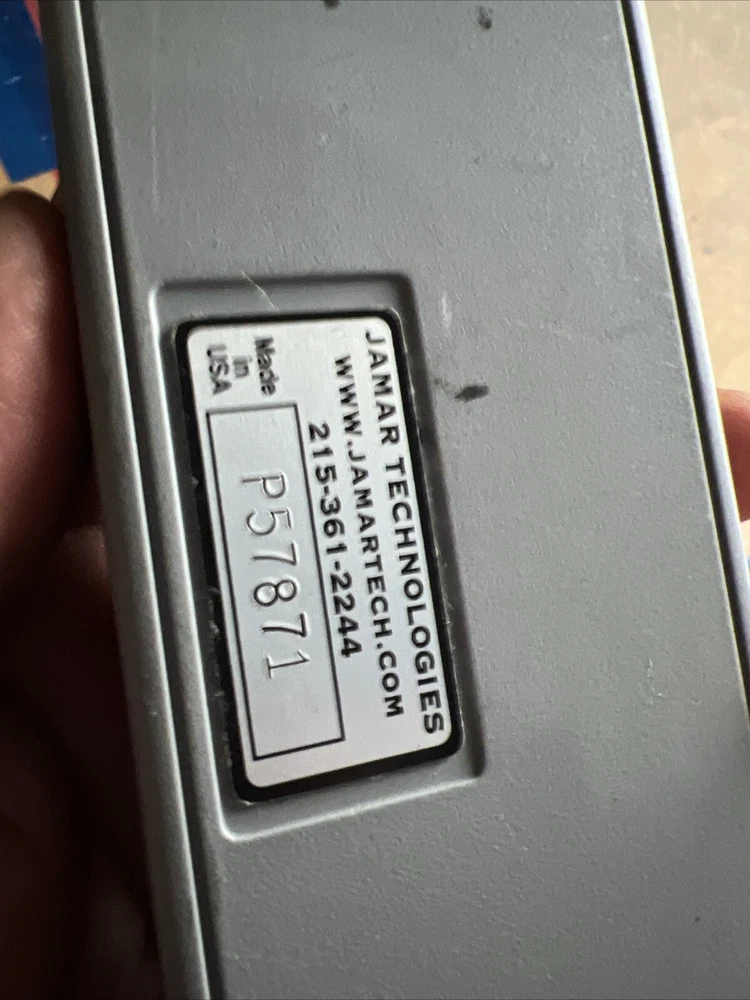 JAMAR TECHNOLOGIES
WWW.JAMARTECH.COM
215-361-2244
Made
in
USA
P57871